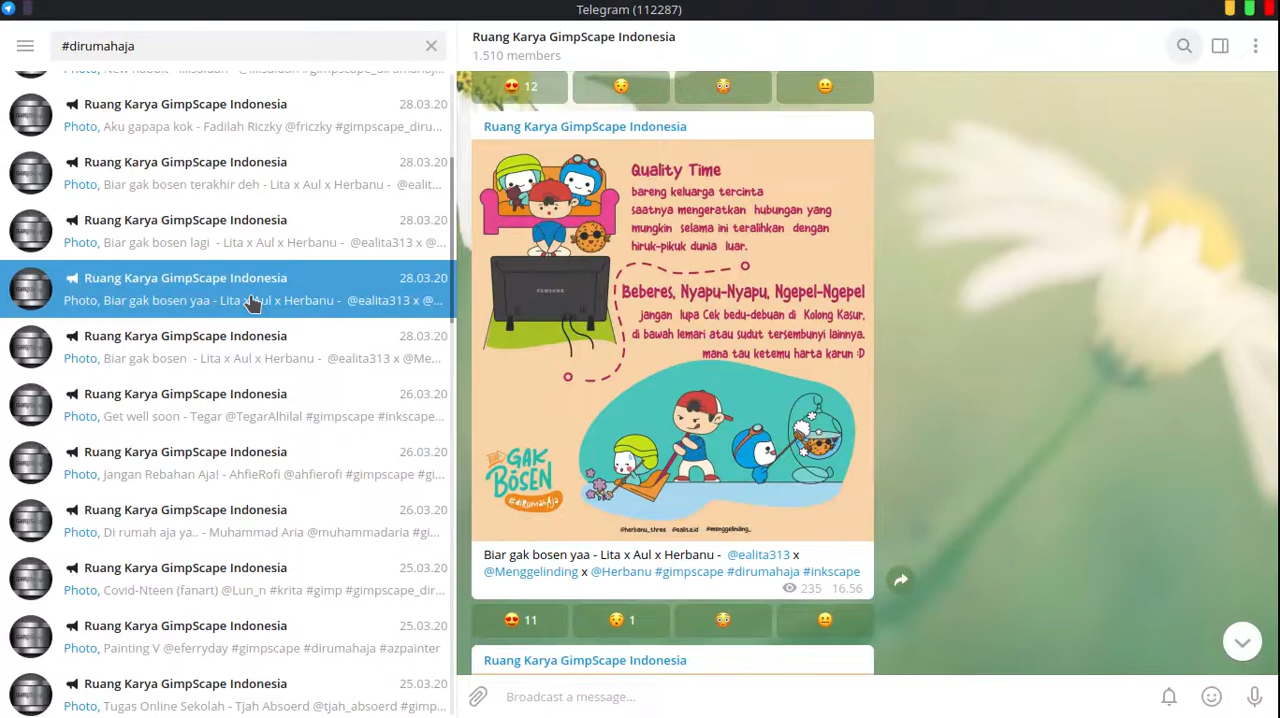 Telegram (112287)
#dirumahaja
28.03.20
Ruang Karya GimpScape Indonesia
Photo, Aku gapapa kok - Fadilah Riczky @friczky #gimpscape_diru...
28.03.20
Ruang Karya GimpScape Indonesia
Photo, Biar gak bosen terakhir deh - Lita x Aul x Herbanu - @ealit...
28.03.20
Ruang Karya GimpScape Indonesia
Photo, Biar gak bosen lagi - Lita x Aul x Herbanu - @ealita313 x @...
28.03.20
Ruang Karya GimpScape Indonesia
Photo, Biar gak bosen yaa - Lita x Aul x Herbanu - @ealita313 x @...
28.03.20
Ruang Karya GimpScape Indonesia
Photo, Biar gak bosen - Lita x Aul x Herbanu - @ealita313 x @Me...
26.03.20
Ruang Karya GimpScape Indonesia
Photo, Get well soon - Tegar @TegarAlhilal #gimpscape #inkscape...
26.03.20
Ruang Karya GimpScape Indonesia
Photo, Jangan Rebahan Aja! - AhfieRofi @ahfierofi #gimpscape #gi...
26.03.20
Ruang Karya GimpScape Indonesia
Photo, Di rumah aja ya.. - Muhammad Aria @muhammadaria #gi...
25.03.20
Ruang Karya GimpScape Indonesia
Photo, Covid-Nteen (fanart) @Lun_n #krita #gimp #gimpscape_dir...
25.03.20
Ruang Karya GimpScape Indonesia
Photo, Painting V @eferryday #gimpscape #dirumahaja #azpainter
25.03.20
Ruang Karya GimpScape Indonesia
Photo, Tugas Online Sekolah - Tjah Absoerd @tjah_absoerd #gimp...
Ruang Karya GimpScape Indonesia
1.510 members
12
Ruang Karya GimpScape Indonesia
Quality Time
bareng keluarga tercinta
saatnya mengeratkan hubungan yang
mungkin selama ini teralihkan dengan
hiruk-pikuk dunia luar.
SAMSUNG
Beberes, Nyapu-Nyapu, Ngepel-Ngepel
jangan lupa Cek bedu-debuan di Kolong Kasur,
di bawah lemari atau sudut tersembunyi lainnya.
mana tau ketemu harta karun :D
GAK
BOSEN
#diRumahAja
@herbanu_three @ealita.id @menggelinding_
Biar gak bosen yaa - Lita x Aul x Herbanu - @ealita313 x
@Menggelinding x @Herbanu #gimpscape #dirumahaja #inkscape
235 16.56
11 1
Ruang Karya GimpScape Indonesia
Broadcast a message...